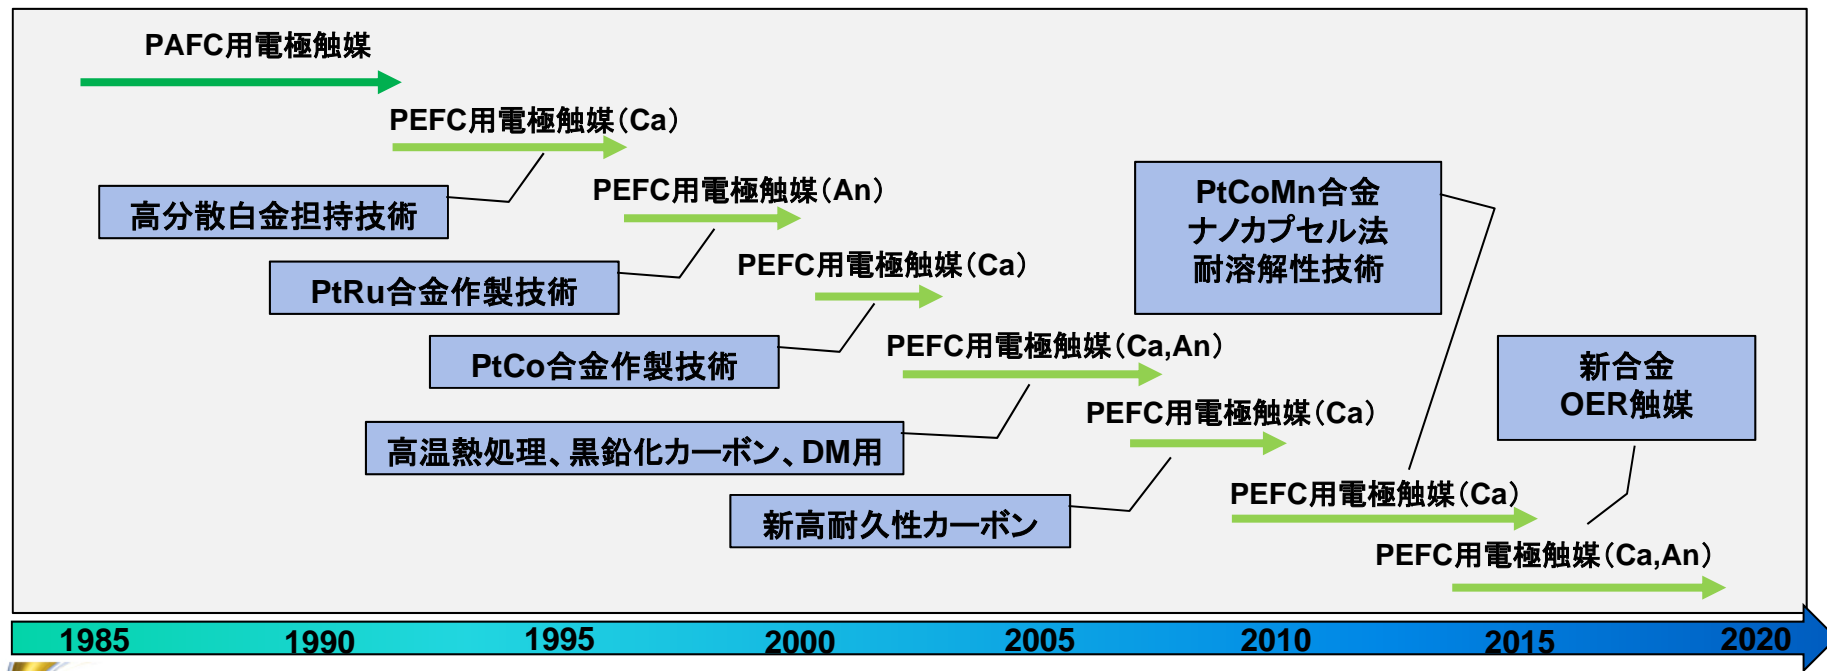 PAFC用電極触媒
PEFC用電極触媒(Ca)
高分散白金担持技術
PEFC用電極触媒(An)
PtRu合金作製技術
PEFC用電極触媒(Ca)
PtCo合金作製技術
PEFC用電極触媒(Ca,An)
高温熱処理、黒鉛化カーボン、DM用
PEFC用電極触媒(Ca)
新高耐久性カーボン
PtCoMn合金
ナノカプセル法
耐溶解性技術
PEFC用電極触媒(Ca)
新合金
OER触媒
PEFC用電極触媒(Ca,An)
1985 1990 1995 2000 2005 2010 2015 2020